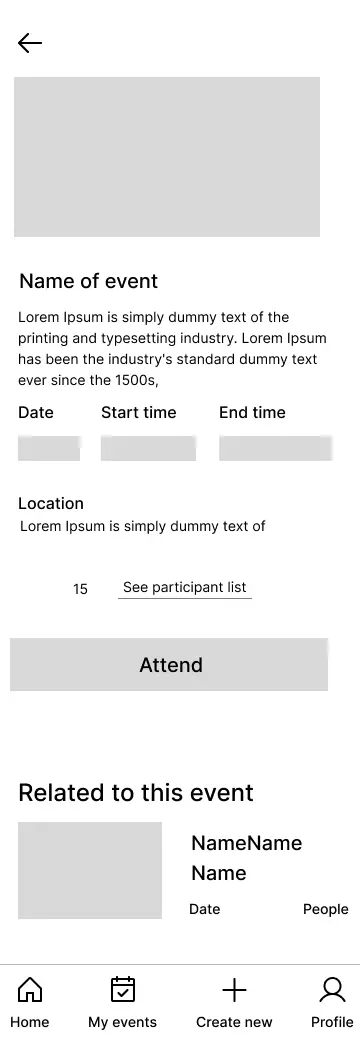 Name of event
Lorem Ipsum is simply dummy text of the
printing and typesetting industry. Lorem Ipsum
has been the industry's standard dummy text
ever since the 1500s,
Date Start time End time
Location
Lorem Ipsum is simply dummy text of
15 See participant list
Attend
Related to this event
NameName
Name
Date People
Home My events Create new Profile